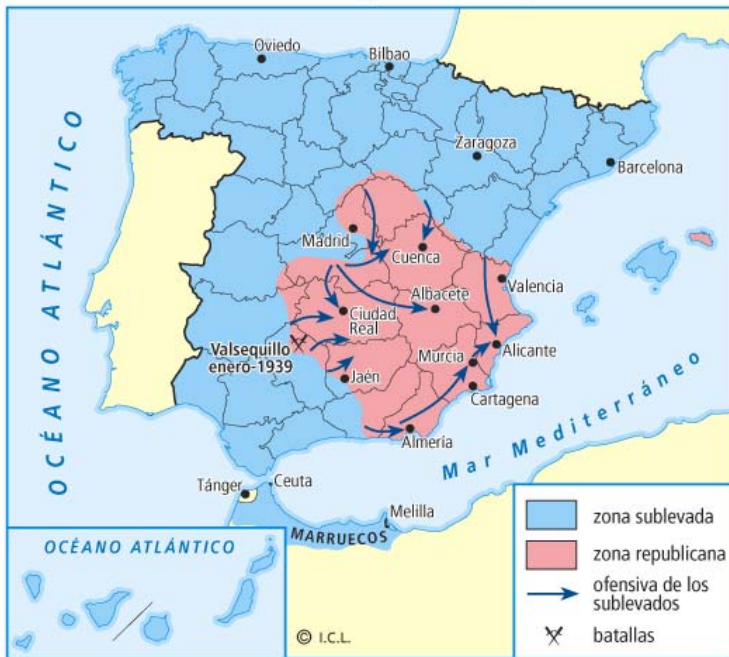 Oviedo
Bilbao
Zaragoza
Barcelona
OCÉANO ATLÁNTICO
Madrid
Cuenca
Valencia
Albacete
Ciudad
Real
Valsequillo
enero-1939
Murcia
Alicante
Jaén
Cartagena
Almería
Mar Mediterráneo
Tánger
Ceuta
Melilla
MARRUECOS
OCÉANO ATLÁNTICO
© I.C.L.
zona sublevada
zona republicana
ofensiva de los
sublevados
batallas